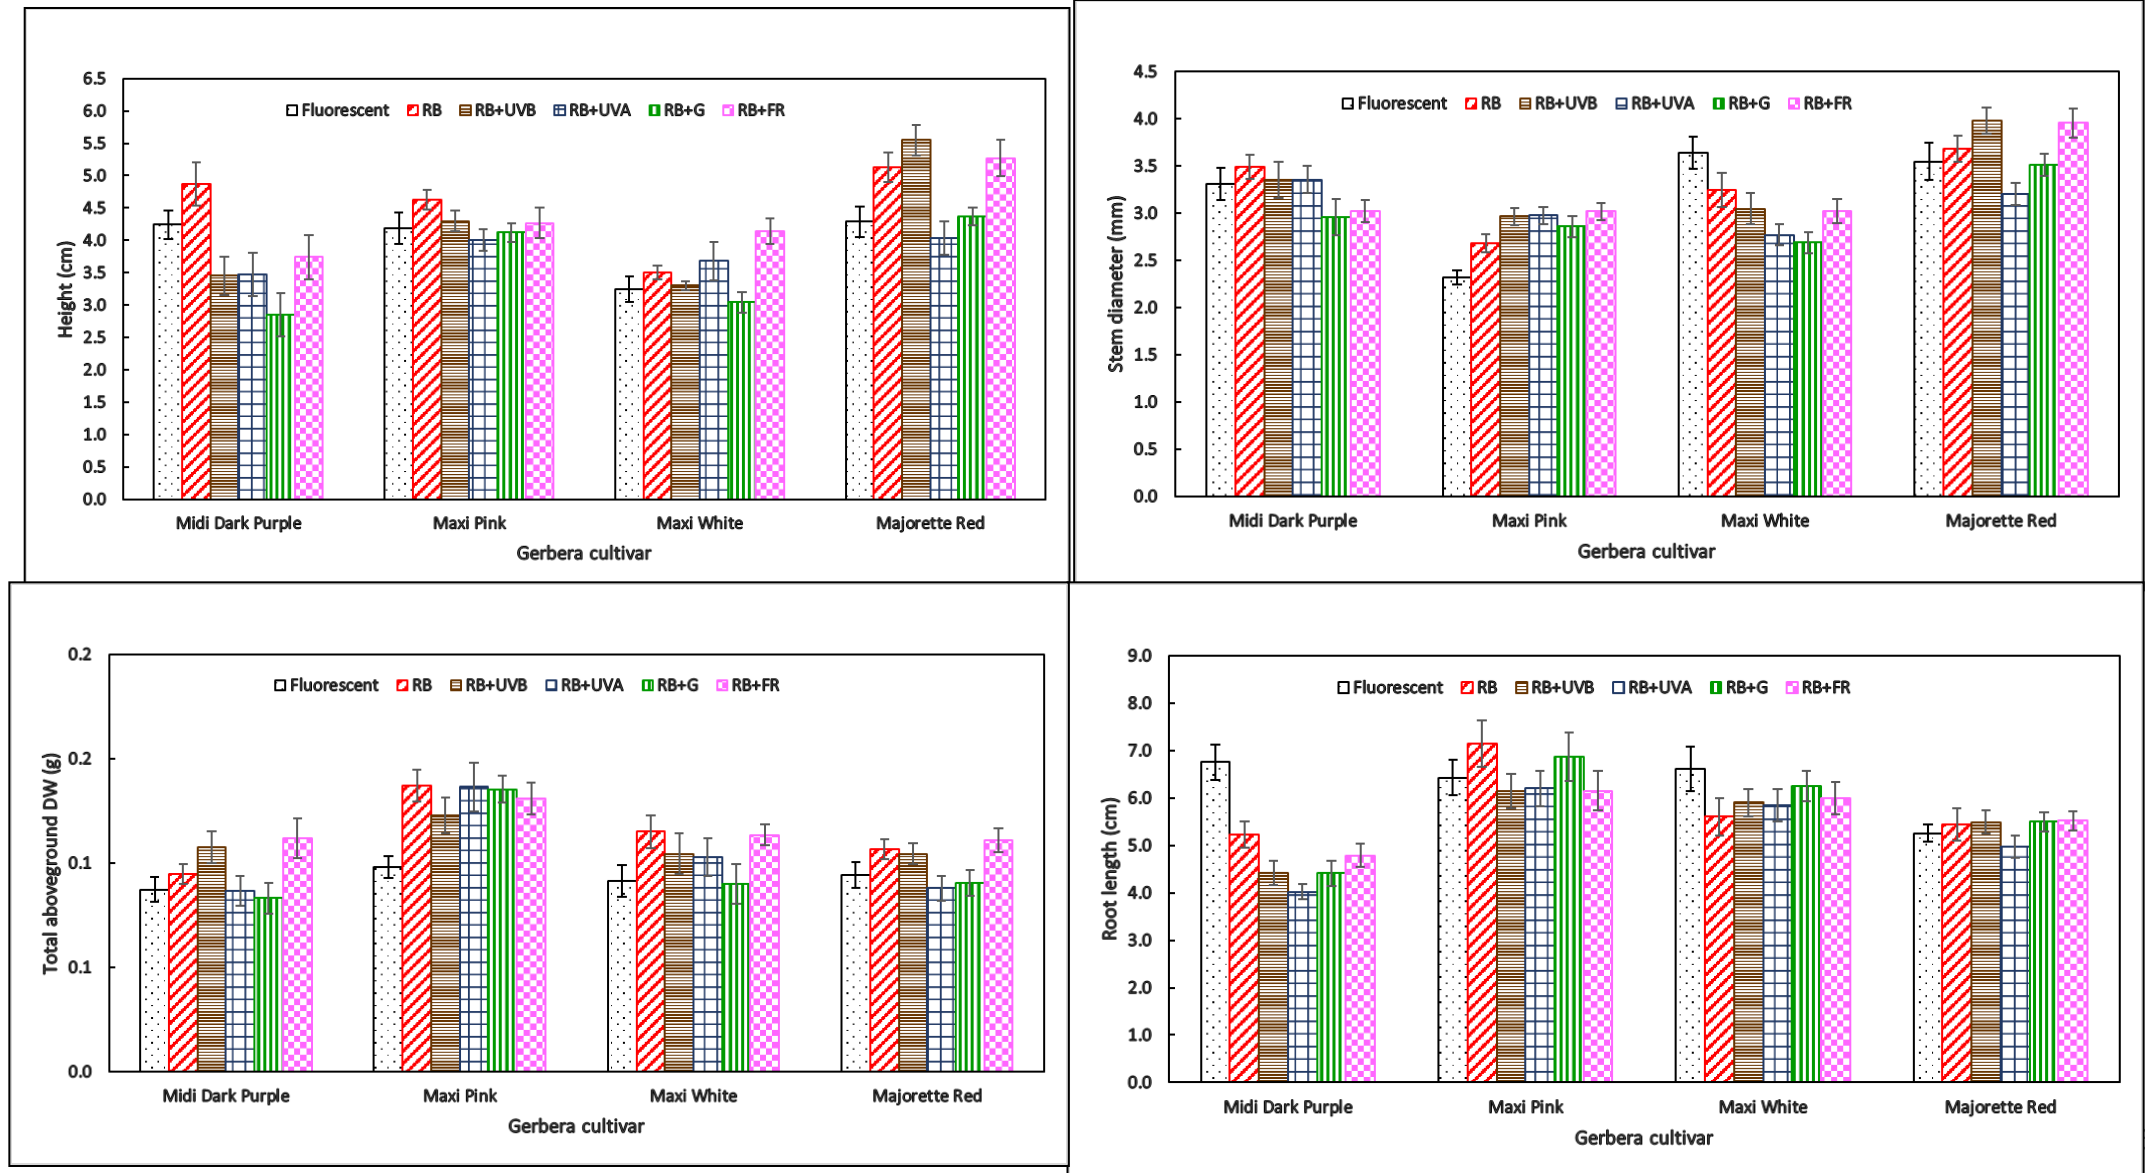 6.5
6.0
5.5
5.0
4.5
4.0
3.5
3.0
2.5
2.0
1.5
1.0
0.5
0.0
Height (cm)
Fluorescent RB RB+UVB RB+UVA RB+G RB+FR
Midi Dark Purple Maxi Pink Maxi White Majorette Red
Gerbera cultivar
4.5
4.0
3.5
3.0
2.5
2.0
1.5
1.0
0.5
0.0
Stem diameter (mm)
Fluorescent RB RB+UVB RB+UVA RB+G RB+FR
Midi Dark Purple Maxi Pink Maxi White Majorette Red
Gerbera cultivar
0.2
0.2
0.1
0.1
0.0
Total aboveground DW (g)
Fluorescent RB RB+UVB RB+UVA RB+G RB+FR
Midi Dark Purple Maxi Pink Maxi White Majorette Red
Gerbera cultivar
9.0
8.0
7.0
6.0
5.0
4.0
3.0
2.0
1.0
0.0
Root length (cm)
Fluorescent RB RB+UVB RB+UVA RB+G RB+FR
Midi Dark Purple Maxi Pink Maxi White Majorette Red
Gerbera cultivar